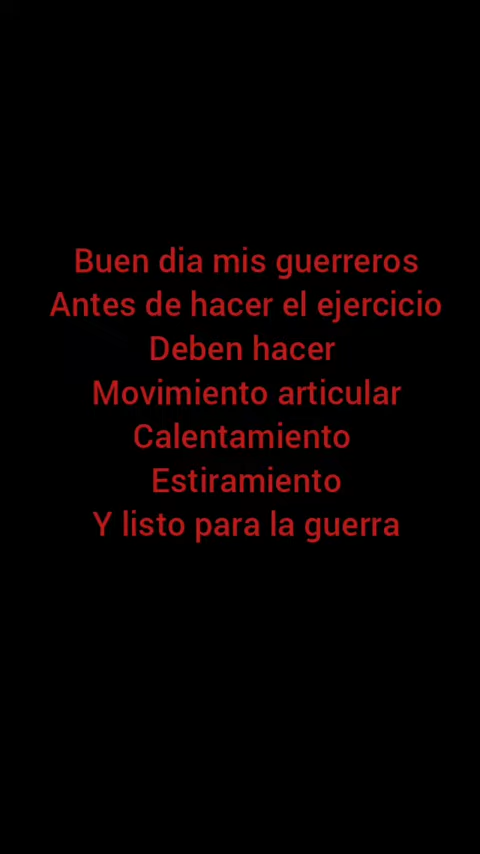 Buen dia mis guerreros
Antes de hacer el ejercicio
Deben hacer
Movimiento articular
Calentamiento
Estiramiento
Y listo para la guerra